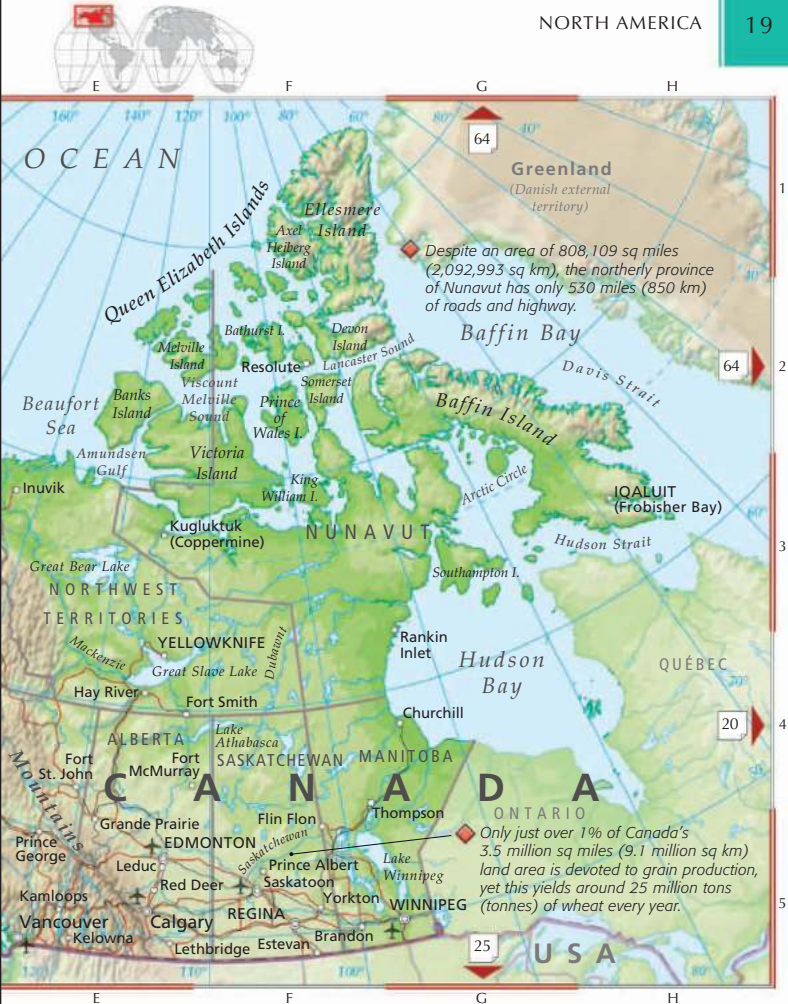 NORTH AMERICA 19
E F G H
160° 140° 120° 100° 80° 60° 80° 40°
64
OCEAN
Greenland
(Danish external
territory)
1
Queen Elizabeth Islands
Ellesmere
Island
Axel
Heiberg
Island
Despite an area of 808,109 sq miles
(2,092,993 sq km), the northerly province
of Nunavut has only 530 miles (850 km)
of roads and highway.
40°
Bathurst I.
Devon
Island
Baffin Bay
Melville
Island
Resolute
Lancaster Sound
64
2
Davis Strait
Viscount
Melville
Sound
Somerset
Island
Banks
Island
Beaufort
Sea
Prince
of
Wales I.
Baffin Island
Amundsen
Gulf
Victoria
Island
King
William I.
Arctic Circle
Inuvik
IQALUIT
(Frobisher Bay)
60°
Kugluktuk
(Coppermine)
NUNAVUT
Hudson Strait
3
Great Bear Lake
Southampton I.
NORTHWEST
TERRITORIES
Mackenzie
YELLOWKNIFE
Dubawnt
Rankin
Inlet
Great Slave Lake
Hudson
Bay
QUÉBEC
70°
Hay River
Fort Smith
Churchill
20
4
ALBERTA
Lake
Athabasca
SASKATCHEWAN
MANITOBA
Fort
St. John
Fort
McMurray
Mountains
CANADA
Thompson
ONTARIO
Grande Prairie
Flin Flon
Prince
George
EDMONTON
Saskatchewan
Only just over 1% of Canada's
3.5 million sq miles (9.1 million sq km)
land area is devoted to grain production,
yet this yields around 25 million tons
(tonnes) of wheat every year.
Leduc
Prince Albert
Lake
Winnipeg
Red Deer
Saskatoon
Kamloops
Yorkton
WINNIPEG
5
Vancouver
Calgary
REGINA
Kelowna
Lethbridge
Estevan
Brandon
25
USA
120° 110° 100° 80°
E F G H